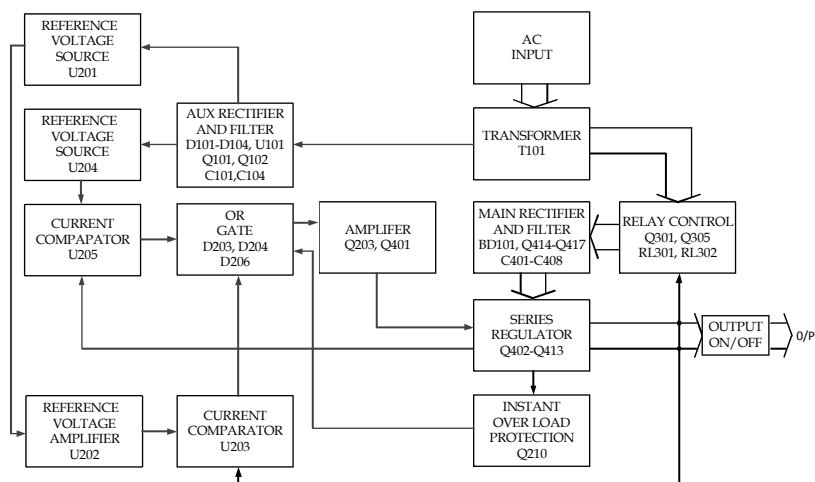 REFERENCE
VOLTAGE
SOURCE
U201
AC
INPUT
REFERENCE
VOLTAGE
SOURCE
U204
AUX RECTIFIER
AND FILTER
D101-D104, U101
Q101, Q102
C101,C104
TRANSFORMER
T101
CURRENT
COMPAPATOR
U205
OR
GATE
D203, D204
D206
AMPLIFER
Q203, Q401
MAIN RECTIFIER
AND FILTER
BD101, Q414-Q417
C401-C408
RELAY CONTROL
Q301, Q305
RL301, RL302
SERIES
REGULATOR
Q402-Q413
OUTPUT
ON/OFF
0/P
REFERENCE
VOLTAGE
AMPLIFIER
U202
CURRENT
COMPARATOR
U203
INSTANT
OVER LOAD
PROTECTION
Q210